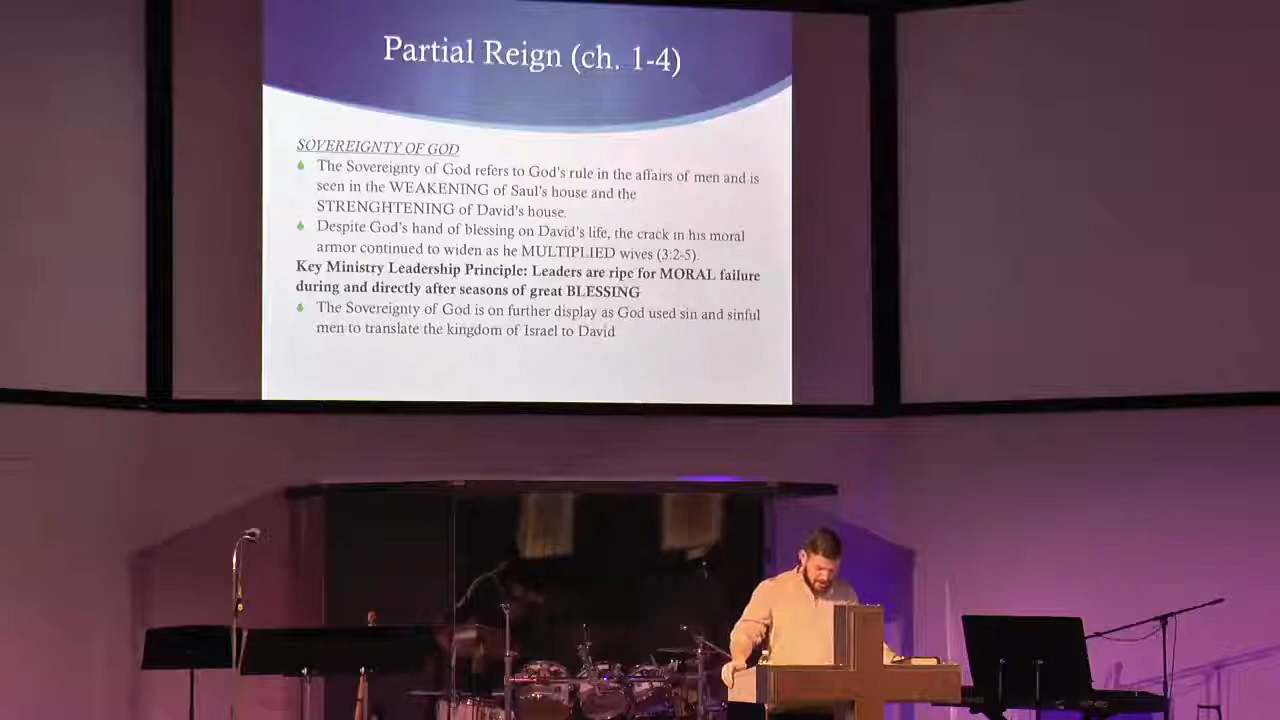 Partial Reign (ch. 1-4)
SOVEREIGNTY OF GOD
The Sovereignty of God refers to God's rule in the affairs of men and is
seen in the WEAKENING of Saul's house and the
STRENGHTENING of David's house.
Despite God's hand of blessing on David's life, the crack in his moral
armor continued to widen as he MULTIPLIED wives (3:2-5).
Key Ministry Leadership Principle: Leaders are ripe for MORAL failure
during and directly after seasons of great BLESSING
The Sovereignty of God is on further display as God used sin and sinful
men to translate the kingdom of Israel to David